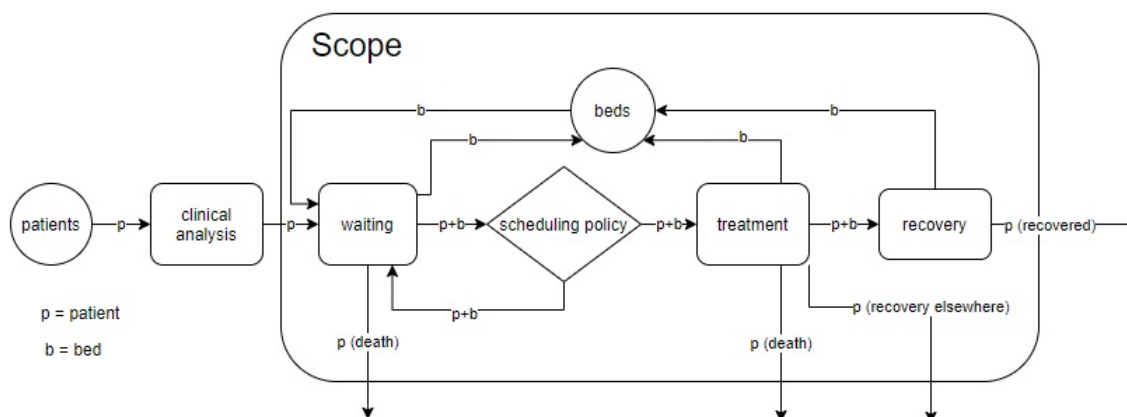 Scope
beds
b
b
b
b
patients
p
clinical
analysis
p
waiting
p+b
scheduling policy
p+b
treatment
p+b
recovery
p (recovered)
p = patient
b = bed
p+b
p (death)
p (death)
p (recovery elsewhere)